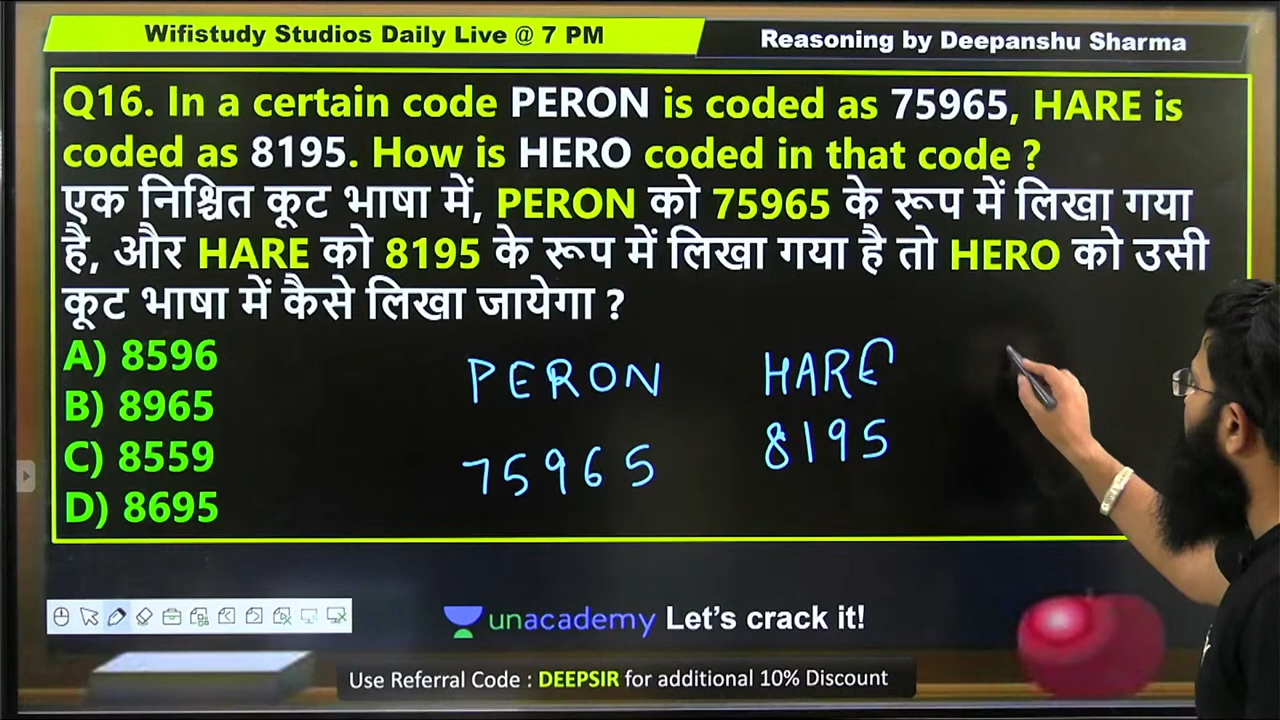 Wifistudy Studios Daily Live @ 7 PM
Reasoning by Deepanshu Sharma
Q16. In a certain code PERON is coded as 75965, HARE is
coded as 8195. How is HERO coded in that code ?
एक निश्चित कूट भाषा में, PERON को 75965 के रूप में लिखा गया
है, और HARE को 8195 के रूप में लिखा गया है तो HERO को उसी
कूट भाषा में कैसे लिखा जायेगा ?
A) 8596
B) 8965
C) 8559
D) 8695
PERON HARE
75965 8195
unacademy Let's crack it!
Use Referral Code : DEEPSIR for additional 10% Discount